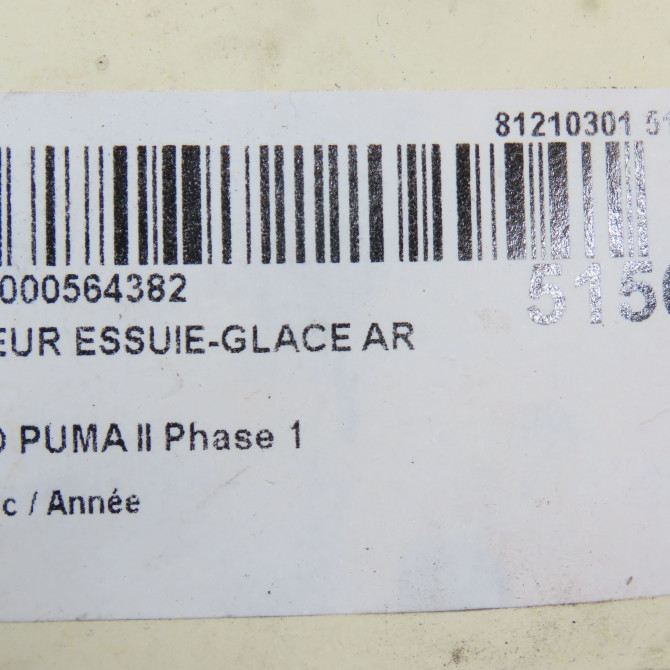 81210301 51
000564382
515
EUR ESSUIE-GLACE AR
PUMA II Phase 1
c / Année